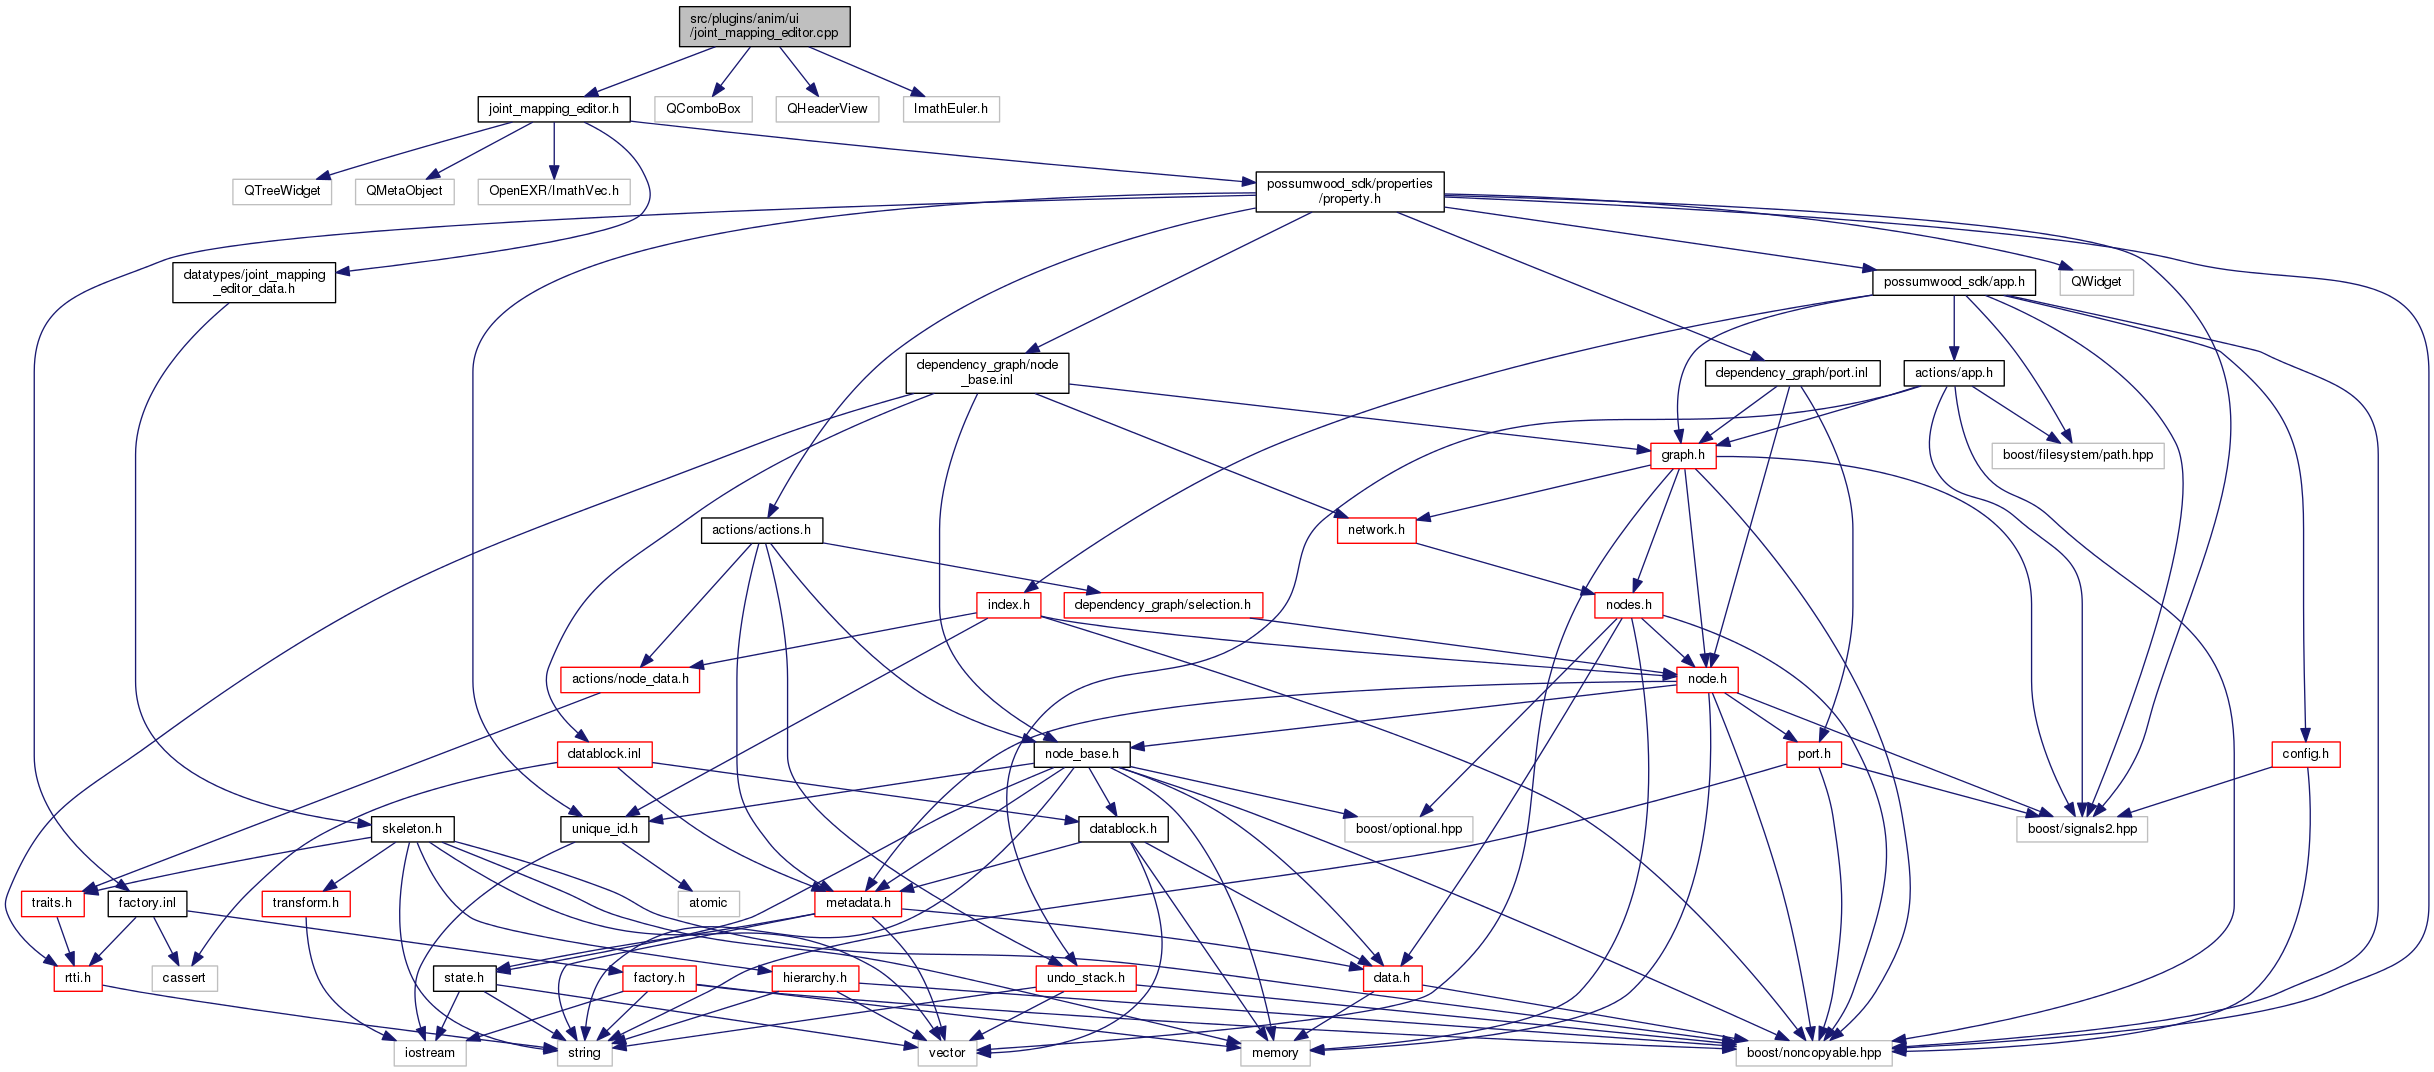 src/plugins/anim/ui
/joint_mapping_editor.cpp
joint_mapping_editor.h
QComboBox
QHeaderView
ImathEuler.h
QTreeWidget
QMetaObject
OpenEXR/ImathVec.h
possumwood_sdk/properties
/property.h
datatypes/joint_mapping
_editor_data.h
possumwood_sdk/app.h
QWidget
dependency_graph/node
_base.inl
dependency_graph/port.inl
actions/app.h
graph.h
boost/filesystem/path.hpp
actions/actions.h
network.h
index.h
dependency_graph/selection.h
nodes.h
actions/node_data.h
node.h
datablock.inl
node_base.h
port.h
config.h
skeleton.h
unique_id.h
datablock.h
boost/optional.hpp
boost/signals2.hpp
traits.h
factory.inl
transform.h
atomic
metadata.h
rtti.h
cassert
state.h
factory.h
hierarchy.h
undo_stack.h
data.h
iostream
string
vector
memory
boost/noncopyable.hpp